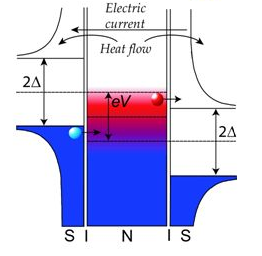 Electric
current
Heat flow
2Δ
eV
2Δ
S I N I S